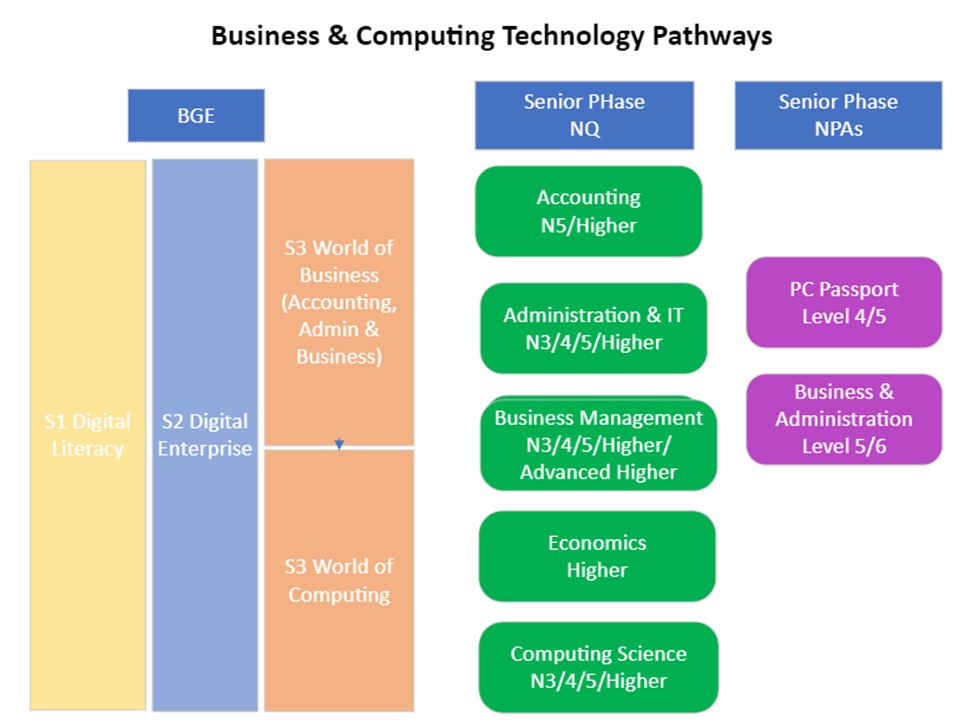 Business & Computing Technology Pathways
BGE
Senior PHase
NQ
Senior Phase
NPAs
S1 Digital
Literacy
S2 Digital
Enterprise
S3 World of
Business
(Accounting,
Admin &
Business)
S3 World of
Computing
Accounting
N5/Higher
Administration & IT
N3/4/5/Higher
Business Management
N3/4/5/Higher/
Advanced Higher
Economics
Higher
Computing Science
N3/4/5/Higher
PC Passport
Level 4/5
Business &
Administration
Level 5/6